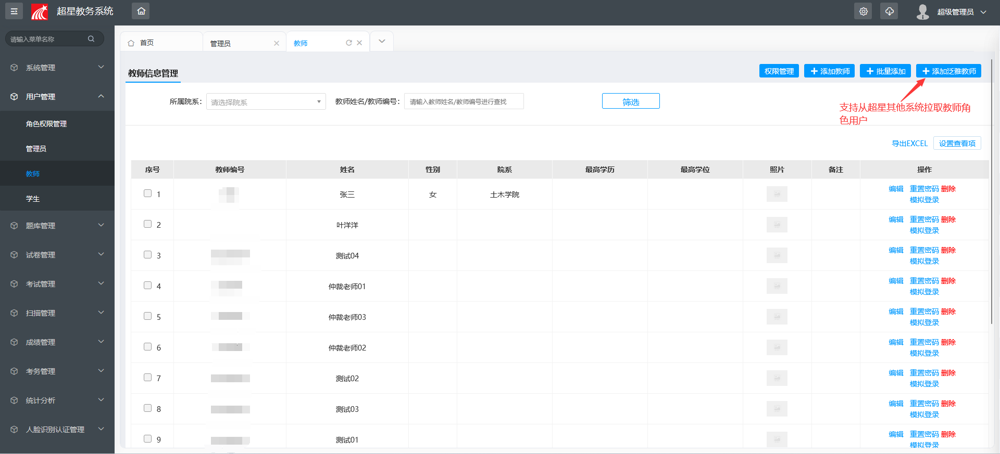 超星教务系统
超级管理员
请输入菜单名称
系统管理
用户管理
角色权限管理
管理员
教师
学生
题库管理
试卷管理
考试管理
扫描管理
成绩管理
考务管理
统计分析
人脸识别认证管理
首页
管理员
教师
教师信息管理
权限管理
添加教师
批量添加
添加泛雅教师
所属院系:
请选择院系
教师姓名/教师编号:
请输入教师姓名/教师编号进行查找
筛选
支持从超星其他系统拉取教师角
色用户
导出EXCEL
设置查看项
序号 教师编号 姓名 性别 院系 最高学历 最高学位 照片 备注 操作
1 张三 女 土木学院 编辑 重置密码 删除
模拟登录
2 叶洋洋 编辑 重置密码 删除
模拟登录
3 测试04 编辑 重置密码 删除
模拟登录
4 仲裁老师01 编辑 重置密码 删除
模拟登录
5 仲裁老师03 编辑 重置密码 删除
模拟登录
6 仲裁老师02 编辑 重置密码 删除
模拟登录
7 测试02 编辑 重置密码 删除
模拟登录
8 测试03 编辑 重置密码 删除
模拟登录
9 测试01 编辑 重置密码 删除
模拟登录